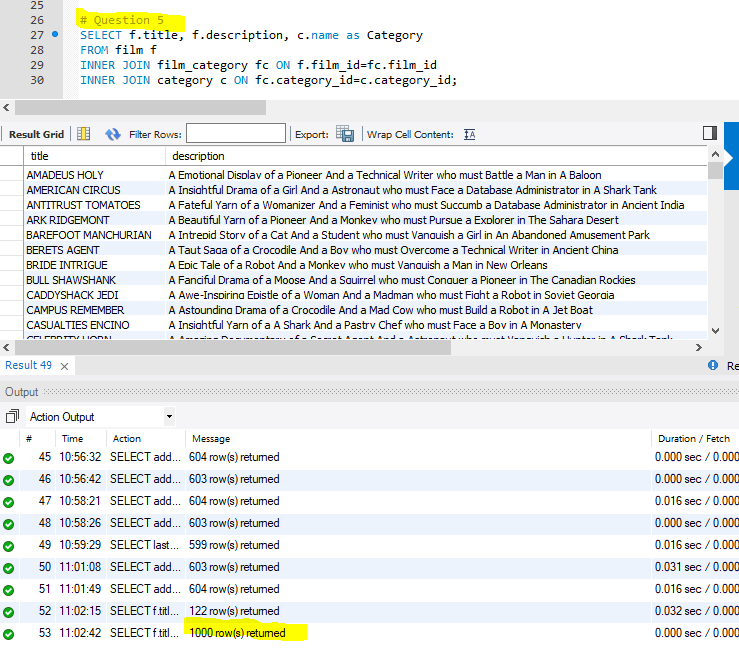 25
26 # Question 5
27 SELECT f.title, f.description, c.name as Category
28 FROM film f
29 INNER JOIN film_category fc ON f.film_id=fc.film_id
30 INNER JOIN category c ON fc.category_id=c.category_id;
Result Grid Filter Rows: Export: Wrap Cell Content: IA
title description
AMADEUS HOLY A Emotional Display of a Pioneer And a Technical Writer who must Battle a Man in A Baloon
AMERICAN CIRCUS A Insightful Drama of a Girl And a Astronaut who must Face a Database Administrator in A Shark Tank
ANTITRUST TOMATOES A Fateful Yarn of a Womanizer And a Feminist who must Succumb a Database Administrator in Ancient India
ARK RIDGEMONT A Beautiful Yarn of a Pioneer And a Monkey who must Pursue a Explorer in The Sahara Desert
BAREFOOT MANCHURIAN A Intrepid Story of a Cat And a Student who must Vanquish a Girl in An Abandoned Amusement Park
BERETS AGENT A Taut Saga of a Crocodile And a Boy who must Overcome a Technical Writer in Ancient China
BRIDE INTRIGUE A Epic Tale of a Robot And a Monkey who must Vanquish a Man in New Orleans
BULL SHAWSHANK A Fanciful Drama of a Moose And a Squirrel who must Conquer a Pioneer in The Canadian Rockies
CADDYSHACK JEDI A Awe-Inspiring Epistle of a Woman And a Madman who must Fight a Robot in Soviet Georgia
CAMPUS REMEMBER A Astounding Drama of a Crocodile And a Mad Cow who must Build a Robot in A Jet Boat
CASUALTIES ENCINO A Insightful Yarn of a A Shark And a Pastry Chef who must Face a Boy in A Monastery
CELEBRITY HORN A Amazing Documentary of a Secret Agent And a Astronaut who must Vanquish a Hunter in A Shark Tank
Result 49 Re
Output
Action Output
# Time Action Message Duration / Fetch
45 10:56:32 SELECT add... 604 row(s) returned 0.000 sec / 0.000
46 10:56:42 SELECT add... 603 row(s) returned 0.000 sec / 0.000
47 10:58:21 SELECT add... 604 row(s) returned 0.016 sec / 0.000
48 10:58:26 SELECT add... 603 row(s) returned 0.000 sec / 0.000
49 10:59:29 SELECT last... 599 row(s) returned 0.016 sec / 0.000
50 11:01:08 SELECT add... 603 row(s) returned 0.031 sec / 0.000
51 11:01:49 SELECT add... 604 row(s) returned 0.016 sec / 0.000
52 11:02:15 SELECT f.titl... 122 row(s) returned 0.032 sec / 0.000
53 11:02:42 SELECT f.titl... 1000 row(s) returned 0.000 sec / 0.000